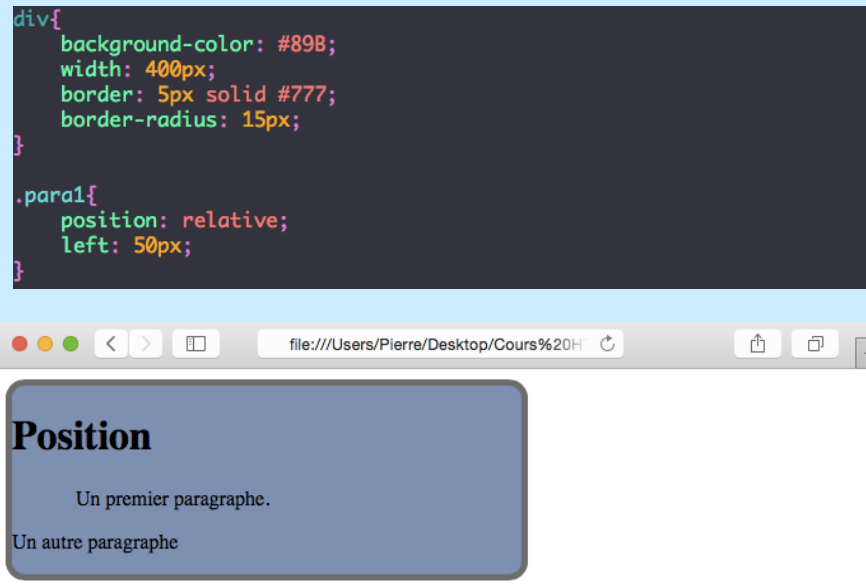 div{
background-color: #89B;
width: 400px;
border: 5px solid #777;
border-radius: 15px;
}
.para1{
position: relative;
left: 50px;
}
file:///Users/Pierre/Desktop/Cours%20H
Position
Un premier paragraphe.
Un autre paragraphe